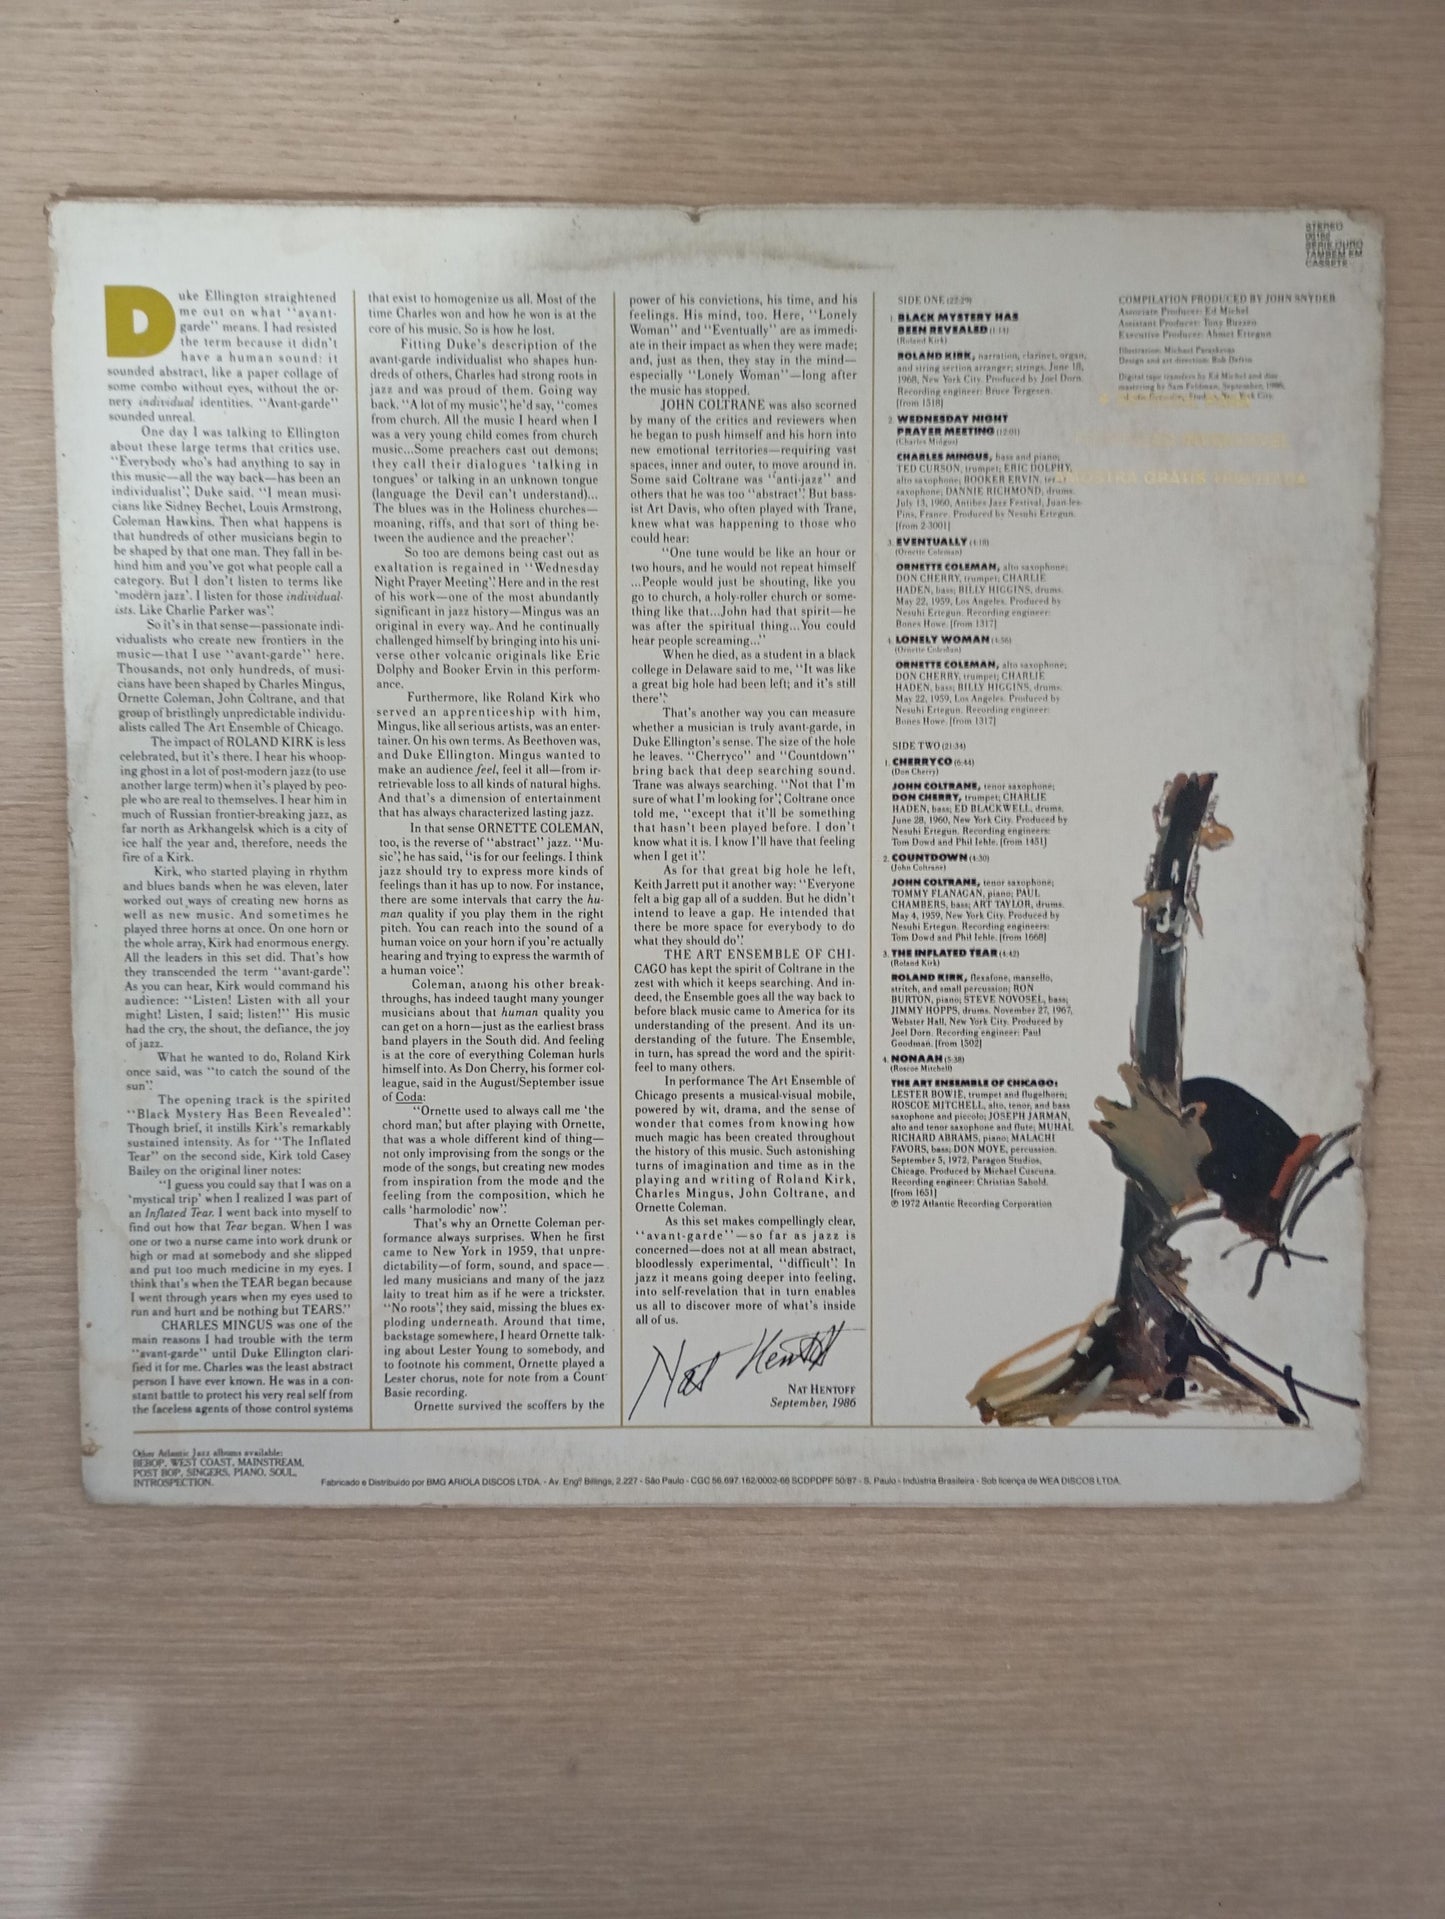 STEREO
SERIE OURO
TAMBEM EM
CASSETE
Duke Ellington straightened
me out on what “avant-
garde” means. I had resisted
the term because it didn’t
have a human sound: it
sounded abstract, like a paper collage of
some combo without eyes, without the or-
nery individual identities. “Avant-garde”
sounded unreal.
One day I was talking to Ellington
about these large terms that critics use.
“Everybody who’s had anything to say in
this music—all the way back—has been an
individualist”, Duke said. “I mean musi-
cians like Sidney Bechet, Louis Armstrong,
Coleman Hawkins. Then what happens is
that hundreds of other musicians begin to
be shaped by that one man. They fall in be-
hind him and you’ve got what people call a
category. But I don’t listen to terms like
‘modern jazz’. I listen for those individual-
ists. Like Charlie Parker was”.
So it’s in that sense—passionate indi-
vidualists who create new frontiers in the
music—that I use “avant-garde” here.
Thousands, not only hundreds, of musi-
cians have been shaped by Charles Mingus,
Ornette Coleman, John Coltrane, and that
group of bristlingly unpredictable individu-
alists called The Art Ensemble of Chicago.
The impact of ROLAND KIRK is less
celebrated, but it’s there. I hear his whoop-
ing ghost in a lot of post-modern jazz (to use
another large term) when it’s played by peo-
ple who are real to themselves. I hear him in
much of Russian frontier-breaking jazz, as
far north as Arkhangelsk which is a city of
ice half the year and, therefore, needs the
fire of a Kirk.
Kirk, who started playing in rhythm
and blues bands when he was eleven, later
worked out ways of creating new horns as
well as new music. And sometimes he
played three horns at once. On one horn or
the whole array, Kirk had enormous energy.
All the leaders in this set did. That’s how
they transcended the term “avant-garde”.
As you can hear, Kirk would command his
audience: “Listen! Listen with all your
might! Listen, I said; listen!” His music
had the cry, the shout, the defiance, the joy
of jazz.
What he wanted to do, Roland Kirk
once said, was “to catch the sound of the
sun”.
The opening track is the spirited
“Black Mystery Has Been Revealed”.
Though brief, it instills Kirk’s remarkably
sustained intensity. As for “The Inflated
Tear” on the second side, Kirk told Casey
Bailey on the original liner notes:
“I guess you could say that I was on a
‘mystical trip’ when I realized I was part of
an Inflated Tear. I went back into myself to
find out how that Tear began. When I was
one or two a nurse came into work drunk or
high or mad at somebody and she slipped
and put too much medicine in my eyes. I
think that’s when the TEAR began because
I went through years when my eyes used to
run and hurt and be nothing but TEARS.”
CHARLES MINGUS was one of the
main reasons I had trouble with the term
“avant-garde” until Duke Ellington clari-
fied it for me. Charles was the least abstract
person I have ever known. He was in a con-
stant battle to protect his very real self from
the faceless agents of those control systems
that exist to homogenize us all. Most of the
time Charles won and how he won is at the
core of his music. So is how he lost.
Fitting Duke’s description of the
avant-garde individualist who shapes hun-
dreds of others, Charles had strong roots in
jazz and was proud of them. Going way
back. “A lot of my music”, he’d say, “comes
from church. All the music I heard when I
was a very young child comes from church
music...Some preachers cast out demons;
they call their dialogues ‘talking in
tongues’ or talking in an unknown tongue
(language the Devil can’t understand)...
The blues was in the Holiness churches—
moaning, riffs, and that sort of thing be-
tween the audience and the preacher”.
So too are demons being cast out as
exaltation is regained in “Wednesday
Night Prayer Meeting”. Here and in the rest
of his work—one of the most abundantly
significant in jazz history—Mingus was an
original in every way. And he continually
challenged himself by bringing into his uni-
verse other volcanic originals like Eric
Dolphy and Booker Ervin in this perform-
ance.
Furthermore, like Roland Kirk who
served an apprenticeship with him,
Mingus, like all serious artists, was an enter-
tainer. On his own terms. As Beethoven was,
and Duke Ellington. Mingus wanted to
make an audience feel, feel it all—from ir-
retrievable loss to all kinds of natural highs.
And that’s a dimension of entertainment
that has always characterized lasting jazz.
In that sense ORNETTE COLEMAN,
too, is the reverse of “abstract” jazz. “Mu-
sic”, he has said, “is for our feelings. I think
jazz should try to express more kinds of
feelings than it has up to now. For instance,
there are some intervals that carry the hu-
man quality if you play them in the right
pitch. You can reach into the sound of a
human voice on your horn if you’re actually
hearing and trying to express the warmth of
a human voice”.
Coleman, among his other break-
throughs, has indeed taught many younger
musicians about that human quality you
can get on a horn—just as the earliest brass
band players in the South did. And feeling
is at the core of everything Coleman hurls
himself into. As Don Cherry, his former col-
league, said in the August/September issue
of Coda:
“Ornette used to always call me ‘the
chord man’, but after playing with Ornette,
that was a whole different kind of thing—
not only improvising from the songs or the
mode of the songs, but creating new modes
from inspiration from the mode and the
feeling from the composition, which he
calls ‘harmolodic’ now”.
That’s why an Ornette Coleman per-
formance always surprises. When he first
came to New York in 1959, that unpre-
dictability—of form, sound, and space—
led many musicians and many of the jazz
laity to treat him as if he were a trickster.
“No roots”, they said, missing the blues ex-
ploding underneath. Around that time,
backstage somewhere, I heard Ornette talk-
ing about Lester Young to somebody, and
to footnote his comment, Ornette played a
Lester chorus, note for note from a Count
Basie recording.
Ornette survived the scoffers by the
power of his convictions, his time, and his
feelings. His mind, too. Here, “Lonely
Woman” and “Eventually” are as immedi-
ate in their impact as when they were made;
and, just as then, they stay in the mind—
especially “Lonely Woman”—long after
the music has stopped.
JOHN COLTRANE was also scorned
by many of the critics and reviewers when
he began to push himself and his horn into
new emotional territories—requiring vast
spaces, inner and outer, to move around in.
Some said Coltrane was “anti-jazz” and
others that he was too “abstract”. But bass-
ist Art Davis, who often played with Trane,
knew what was happening to those who
could hear:
“One tune would be like an hour or
two hours, and he would not repeat himself
...People would just be shouting, like you
go to church, a holy-roller church or some-
thing like that...John had that spirit—he
was after the spiritual thing...You could
hear people screaming...”
When he died, as a student in a black
college in Delaware said to me, “It was like
a great big hole had been left; and it’s still
there”.
That’s another way you can measure
whether a musician is truly avant-garde, in
Duke Ellington’s sense. The size of the hole
he leaves. “Cherryco” and “Countdown”
bring back that deep searching sound.
Trane was always searching. “Not that I’m
sure of what I’m looking for”, Coltrane once
told me, “except that it’ll be something
that hasn’t been played before. I don’t
know what it is. I know I’ll have that feeling
when I get it”.
As for that great big hole he left,
Keith Jarrett put it another way: “Everyone
felt a big gap all of a sudden. But he didn’t
intend to leave a gap. He intended that
there be more space for everybody to do
what they should do”.
THE ART ENSEMBLE OF CHI-
CAGO has kept the spirit of Coltrane in the
zest with which it keeps searching. And in-
deed, the Ensemble goes all the way back to
before black music came to America for its
understanding of the present. And its un-
derstanding of the future. The Ensemble,
in turn, has spread the word and the spirit-
feel to many others.
In performance The Art Ensemble of
Chicago presents a musical-visual mobile,
powered by wit, drama, and the sense of
wonder that comes from knowing how
much magic has been created throughout
the history of this music. Such astonishing
turns of imagination and time as in the
playing and writing of Roland Kirk,
Charles Mingus, John Coltrane, and
Ornette Coleman.
As this set makes compellingly clear,
“avant-garde”—so far as jazz is
concerned—does not at all mean abstract,
bloodlessly experimental, “difficult”. In
jazz it means going deeper into feeling,
into self-revelation that in turn enables
us all to discover more of what’s inside
all of us.
Nat Hentoff
NAT HENTOFF
September, 1986
SIDE ONE (22:29)
1. BLACK MYSTERY HAS
BEEN REVEALED (1:14)
(Roland Kirk)
ROLAND KIRK, narration, clarinet, organ,
and string section arranger; strings. June 18,
1968, New York City. Produced by Joel Dorn.
Recording engineer: Bruce Tergesen.
[from 1518]
2. WEDNESDAY NIGHT
PRAYER MEETING (12:01)
(Charles Mingus)
CHARLES MINGUS, bass and piano;
TED CURSON, trumpet; ERIC DOLPHY,
alto saxophone; BOOKER ERVIN, tenor
saxophone; DANNIE RICHMOND, drums.
July 13, 1960, Antibes Jazz Festival, Juan-les-
Pins, France. Produced by Nesuhi Ertegun.
[from 2-3001]
3. EVENTUALLY (4:18)
(Ornette Coleman)
ORNETTE COLEMAN, alto saxophone;
DON CHERRY, trumpet; CHARLIE
HADEN, bass; BILLY HIGGINS, drums.
May 22, 1959, Los Angeles. Produced by
Nesuhi Ertegun. Recording engineer:
Bones Howe. [from 1317]
4. LONELY WOMAN (4:56)
(Ornette Coleman)
ORNETTE COLEMAN, alto saxophone;
DON CHERRY, trumpet; CHARLIE
HADEN, bass; BILLY HIGGINS, drums.
May 22, 1959, Los Angeles. Produced by
Nesuhi Ertegun. Recording engineer:
Bones Howe. [from 1317]
SIDE TWO (21:34)
1. CHERRYCO (6:44)
(Don Cherry)
JOHN COLTRANE, tenor saxophone;
DON CHERRY, trumpet; CHARLIE
HADEN, bass; ED BLACKWELL, drums.
June 28, 1960, New York City. Produced by
Nesuhi Ertegun. Recording engineers:
Tom Dowd and Phil Iehle. [from 1451]
2. COUNTDOWN (4:30)
(John Coltrane)
JOHN COLTRANE, tenor saxophone;
TOMMY FLANAGAN, piano; PAUL
CHAMBERS, bass; ART TAYLOR, drums.
May 4, 1959, New York City. Produced by
Nesuhi Ertegun. Recording engineers:
Tom Dowd and Phil Iehle. [from 1668]
3. THE INFLATED TEAR (4:42)
(Roland Kirk)
ROLAND KIRK, flexafone, manzello,
stritch, and small percussion; RON
BURTON, piano; STEVE NOVOSEL, bass;
JIMMY HOPPS, drums. November 27, 1967,
Webster Hall, New York City. Produced by
Joel Dorn. Recording engineer: Paul
Goodman. [from 1502]
4. NONAAH (5:38)
(Roscoe Mitchell)
THE ART ENSEMBLE OF CHICAGO:
LESTER BOWIE, trumpet and flugelhorn;
ROSCOE MITCHELL, alto, tenor, and bass
saxophone and piccolo; JOSEPH JARMAN,
alto and tenor saxophone and flute; MUHAL
RICHARD ABRAMS, piano; MALACHI
FAVORS, bass; DON MOYE, percussion.
September 5, 1972, Paragon Studios,
Chicago. Produced by Michael Cuscuna.
Recording engineer: Christian Sabold.
[from 1651]
℗ 1972 Atlantic Recording Corporation
COMPILATION PRODUCED BY JOHN SNYDER
Associate Producer: Ed Michel
Assistant Producer: Tony Ruesen
Executive Producer: Ahmet Ertegun
Illustration: Michael Paraskevas
Design and art direction: Bob Defrin
Digital tape transfers by Ed Michel and disc
mastering by Sam Feldman, September, 1986,
New York City.
AMOSTRA GRÁTIS TRIBUTADA
Other Atlantic Jazz albums available:
BEBOP, WEST COAST, MAINSTREAM,
POST BOP, SINGERS, PIANO, SOUL,
INTROSPECTION.
Fabricado e Distribuido por BMG ARIOLA DISCOS LTDA. - Av. Engº Billings, 2.227 - São Paulo - CGC 56.697.162/0002-66 SCDPDPF 50/87 - S. Paulo - Indústria Brasileira - Sob licença de WEA DISCOS LTDA.